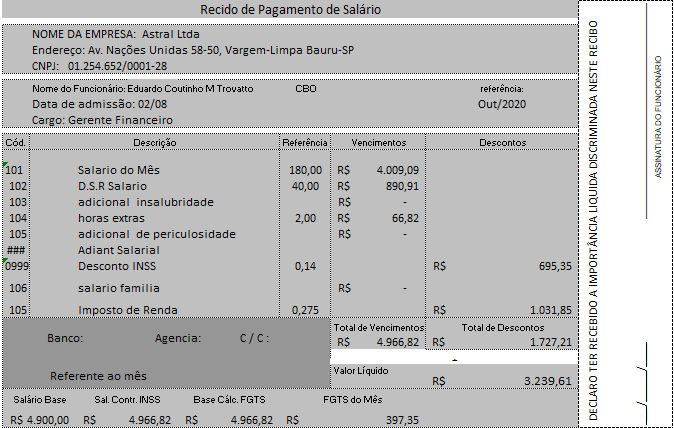 Recido de Pagamento de Salário
NOME DA EMPRESA: Astral Ltda
Endereço: Av. Nações Unidas 58-50, Vargem-Limpa Bauru-SP
CNPJ: 01.254.652/0001-28
Nome do Funcionário: Eduardo Coutinho M Trovatto CBO referência:
Data de admissão: 02/08 Out/2020
Cargo: Gerente Financeiro
Cód. Descrição Referência Vencimentos Descontos
101 Salario do Mês 180,00 R$ 4.009,09
102 D.S.R Salario 40,00 R$ 890,91
103 adicional insalubridade R$ -
104 horas extras 2,00 R$ 66,82
105 adicional de periculosidade R$ -
### Adiant Salarial
0999 Desconto INSS 0,14 R$ 695,35
106 salario familia R$ -
105 Imposto de Renda 0,275 R$ 1.031,85
Total de Vencimentos Total de Descontos
Banco: Agencia: C / C : R$ 4.966,82 R$ 1.727,21
Referente ao mês Valor Líquido
R$ 3.239,61
Salário Base Sal. Contr. INSS Base Cálc. FGTS FGTS do Mês
R$ 4.900,00 R$ 4.966,82 R$ 4.966,82 R$ 397,35
DECLARO TER RECEBIDO A IMPORTÂNCIA LIQUIDA DISCRIMINADA NESTE RECIBO
ASSINATURA DO FUNCIONÁRIO
___/___/___